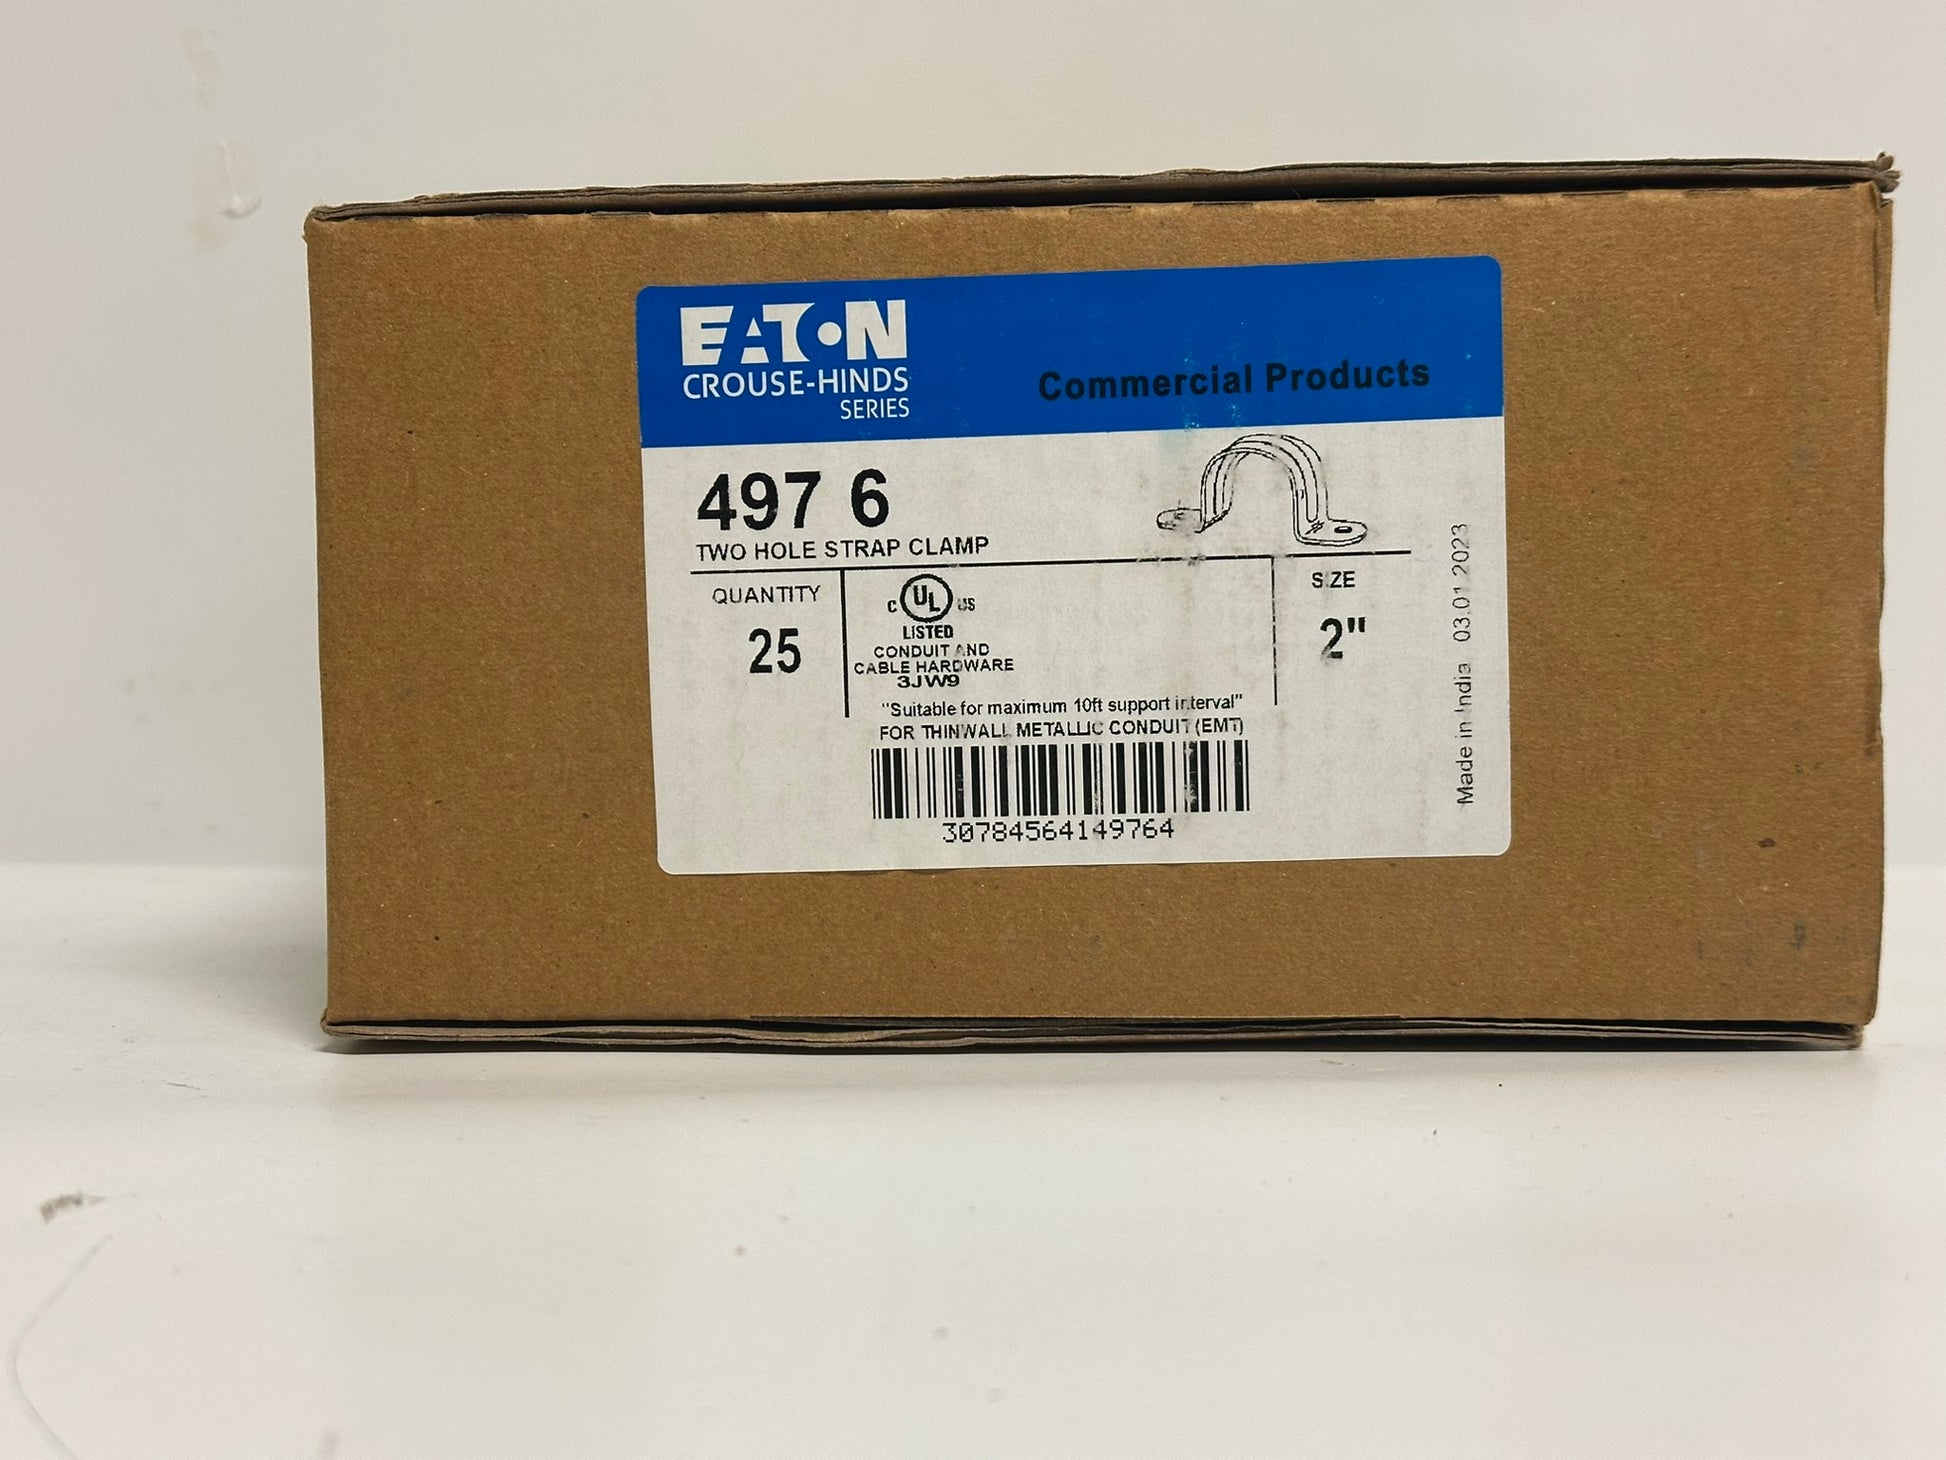 EATON
CROUSE-HINDS
SERIES
Commercial Products
497 6
TWO HOLE STRAP CLAMP
QUANTITY
25
C UL US
LISTED
CONDUIT AND
CABLE HARDWARE
3JW9
SIZE
2"
"Suitable for maximum 10ft support interval"
FOR THINWALL METALLIC CONDUIT (EMT)
30784564149764
Made in India 03.01.2023